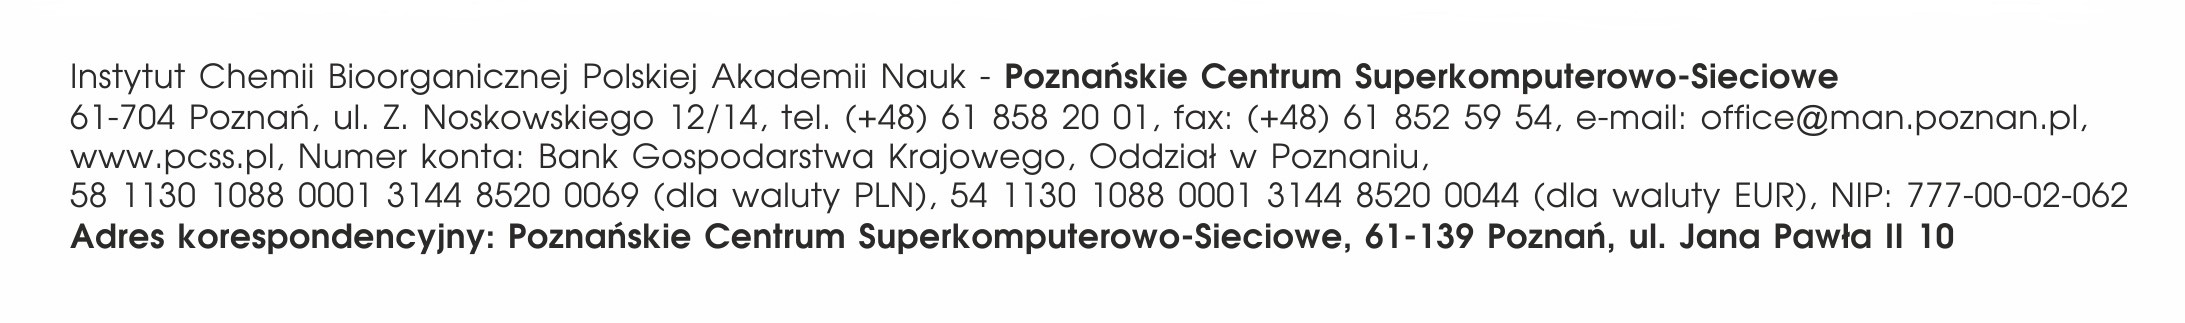 Instytut Chemii Bioorganicznej Polskiej Akademii Nauk - Poznańskie Centrum Superkomputerowo-Sieciowe
61-704 Poznań, ul. Z. Noskowskiego 12/14, tel. (+48) 61 858 20 01, fax: (+48) 61 852 59 54, e-mail: office@man.poznan.pl,
www.pcss.pl, Numer konta: Bank Gospodarstwa Krajowego, Oddział w Poznaniu,
58 1130 1088 0001 3144 8520 0069 (dla waluty PLN), 54 1130 1088 0001 3144 8520 0044 (dla waluty EUR), NIP: 777-00-02-062
Adres korespondencyjny: Poznańskie Centrum Superkomputerowo-Sieciowe, 61-139 Poznań, ul. Jana Pawła II 10